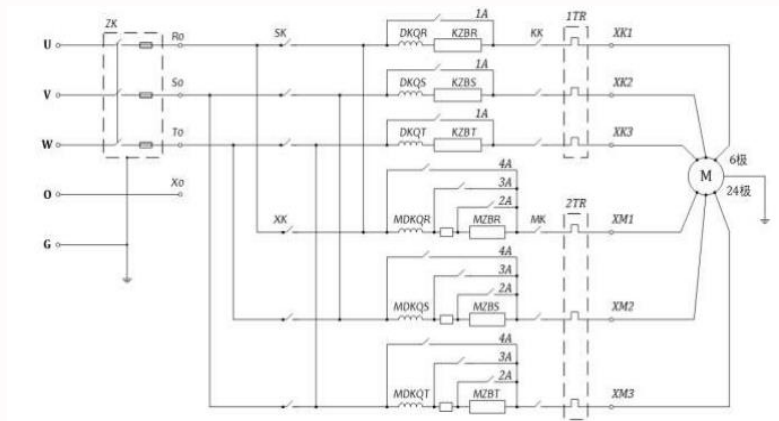 ZK
U Ro SK DKQR KZBR 1A KK 1TR XK1
V So DKQS KZBS 1A XK2
W To DKQT KZBT 1A XK3
O Xo
G
M 6极
24极
XK MDKQR MZBR 4A 3A 2A MK 2TR XM1
MDKQS MZBS 4A 3A 2A XM2
MDKQT MZBT 4A 3A 2A XM3